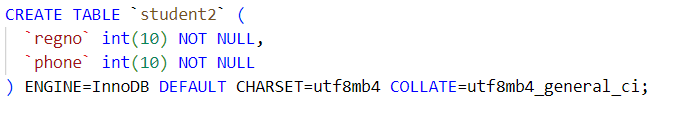 CREATE TABLE `student2` (
  `regno` int(10) NOT NULL,
  `phone` int(10) NOT NULL
) ENGINE=InnoDB DEFAULT CHARSET=utf8mb4 COLLATE=utf8mb4_general_ci;